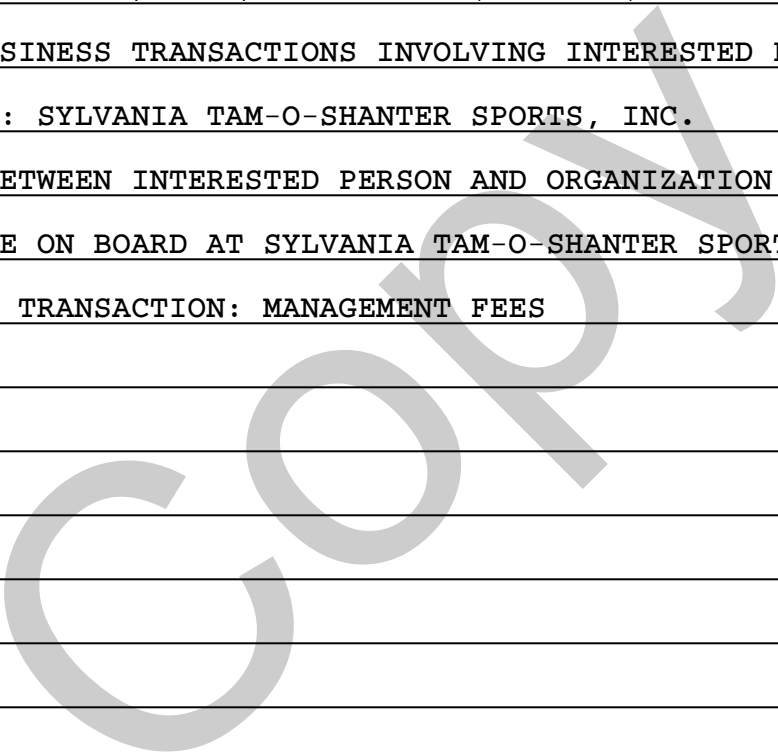 SINESS TRANSACTIONS INVOLVING INTERESTED
: SYLVANIA TAM-O-SHANTER SPORTS, INC.
ETWEEN INTERESTED PERSON AND ORGANIZATION
E ON BOARD AT SYLVANIA TAM-O-SHANTER SPORT
TRANSACTION: MANAGEMENT FEES
Copy